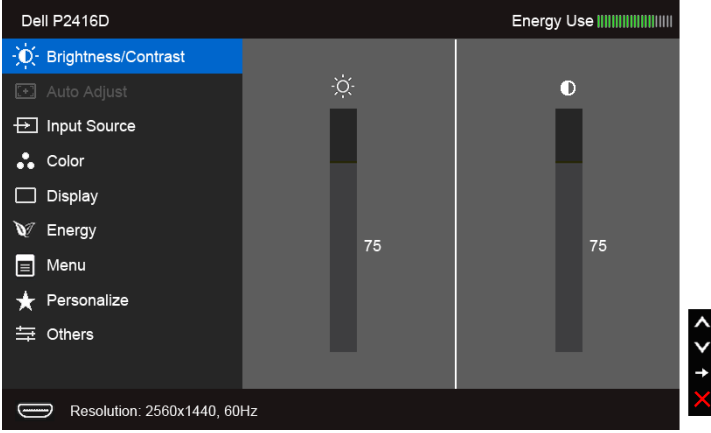 Dell P2416D
Energy Use
Brightness/Contrast
Auto Adjust
Input Source
Color
Display
Energy
Menu
Personalize
Others
75
75
Resolution: 2560x1440, 60Hz